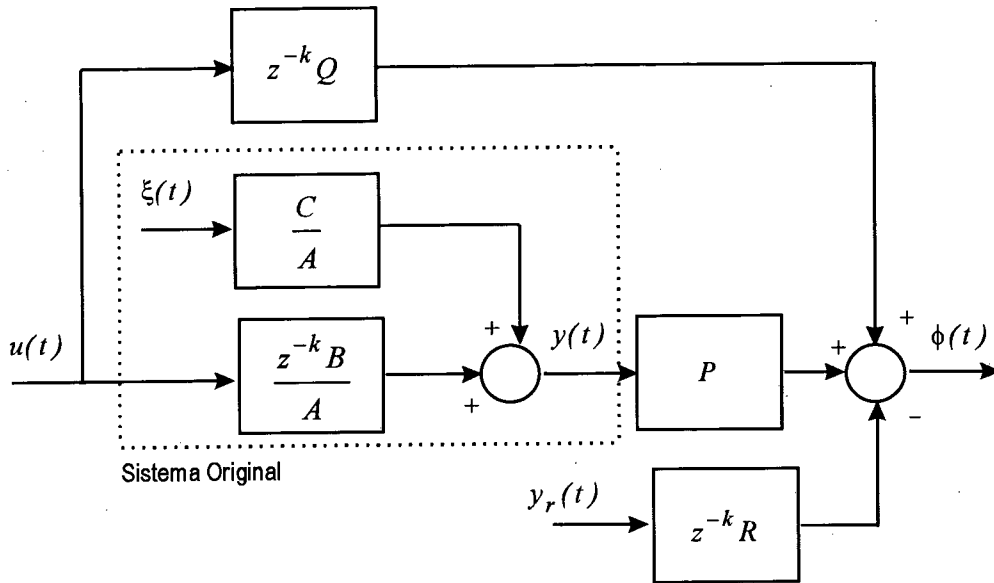 z^{-k} Q
ξ(t)
C
A
+
u(t)
z^{-k} B
A
+
y(t)
P
+
+
ϕ(t)
−
Sistema Original
y_r(t)
z^{-k} R